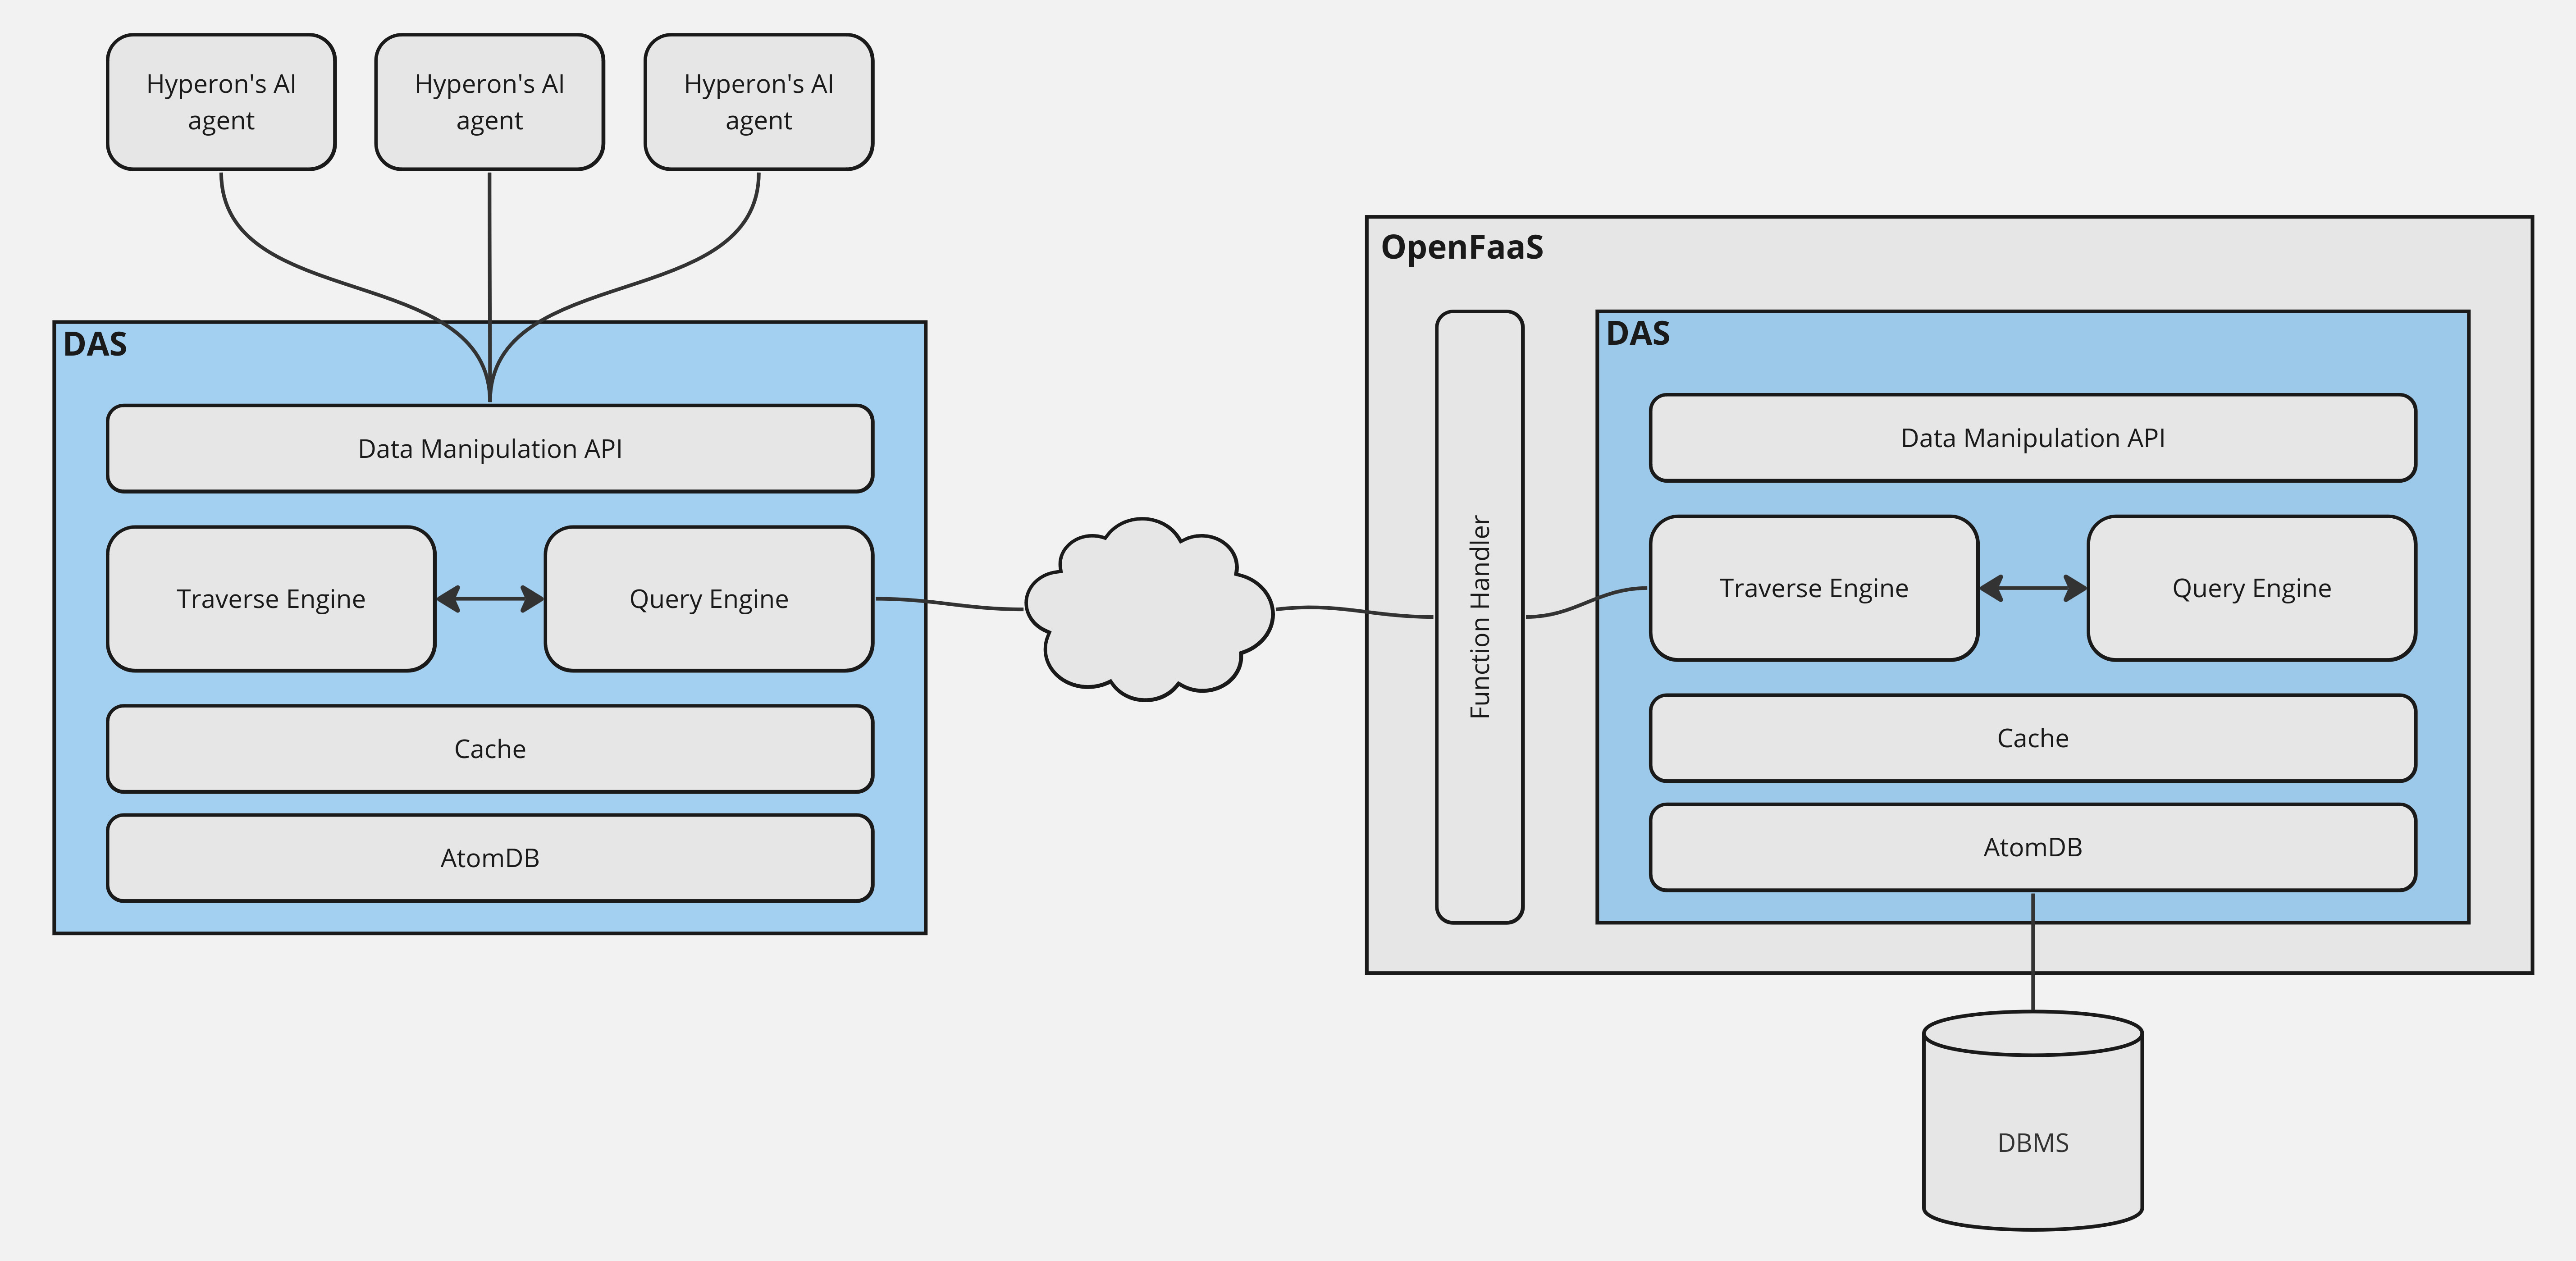 Hyperon's AI
agent
Hyperon's AI
agent
Hyperon's AI
agent
DAS
Data Manipulation API
Traverse Engine
Query Engine
Cache
AtomDB
OpenFaaS
Function Handler
DAS
Data Manipulation API
Traverse Engine
Query Engine
Cache
AtomDB
DBMS